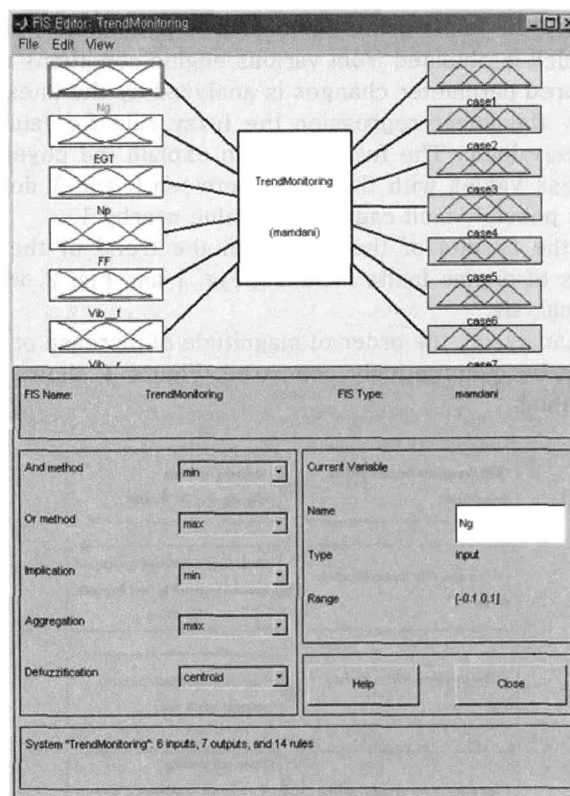 FIS Editor: TrendMonitoring
File Edit View
Ng
EGT
Np
FF
Vib_f
Vib_r
TrendMonitoring
(mamdani)
case1
case2
case3
case4
case5
case6
case7
FIS Name: TrendMonitoring FIS Type: mamdani
And method min
Or method max
Implication min
Aggregation max
Defuzzification centroid
Current Variable
Name Ng
Type input
Range [-0.1 0.1]
Help Close
System "TrendMonitoring": 6 inputs, 7 outputs, and 14 rules